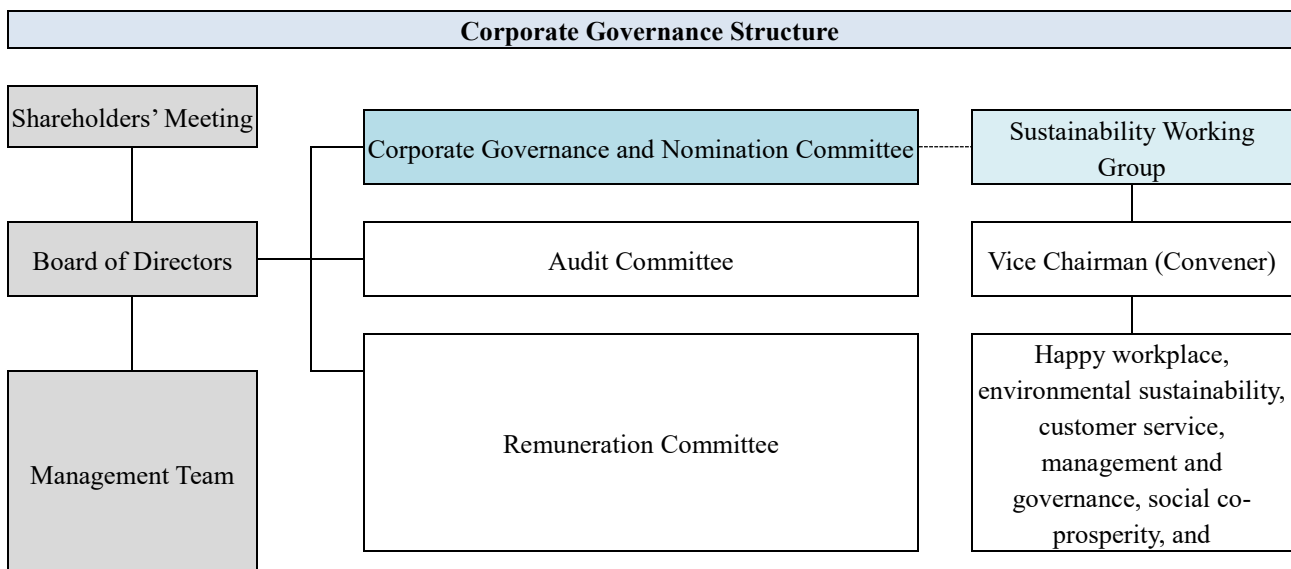 Corporate Governance Structure
Shareholders’ Meeting
Corporate Governance and Nomination Committee
Sustainability Working
Group
Board of Directors
Audit Committee
Vice Chairman (Convener)
Management Team
Remuneration Committee
Happy workplace,
environmental sustainability,
customer service,
management and
governance, social co-
prosperity, and